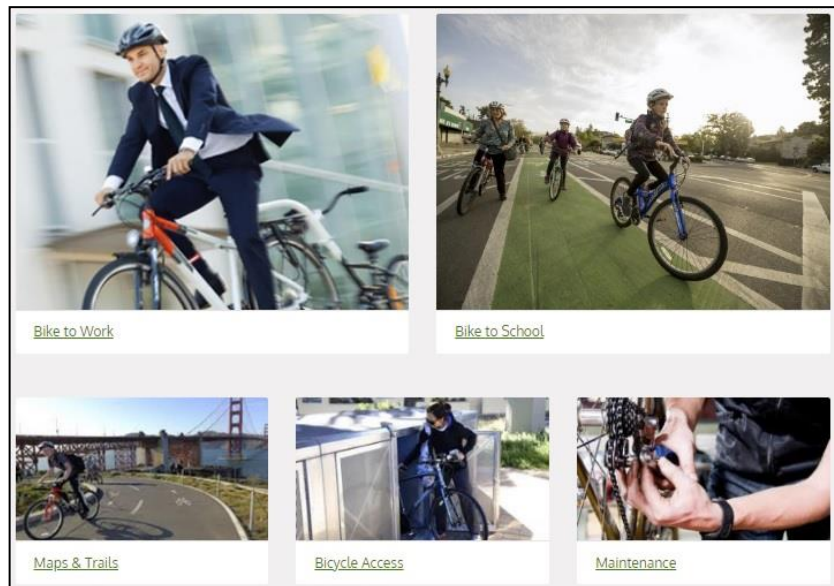 Bike to Work
Bike to School
Maps & Trails
Bicycle Access
Maintenance